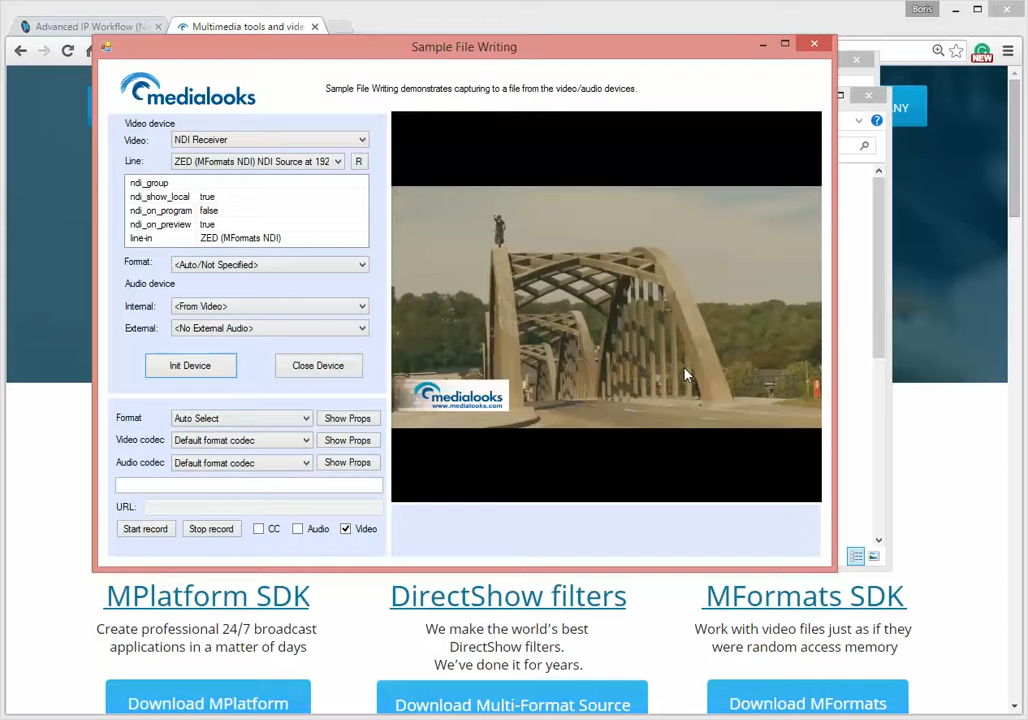 Boris
Advanced IP Workflow (N
Multimedia tools and vide
NEW
Sample File Writing
medialooks
Sample File Writing demonstrates capturing to a file from the video/audio devices.
ANY
Video device
Video: NDI Receiver
Line: ZED (MFormats NDI) NDI Source at 192 R
ndi_group
ndi_show_local true
ndi_on_program false
ndi_on_preview true
line-in ZED (MFormats NDI)
Format: <Auto/Not Specified>
Audio device
Internal: <From Video>
External: <No External Audio>
Init Device Close Device
medialooks
www.medialooks.com
Format Auto Select Show Props
Video codec Default format codec Show Props
Audio codec Default format codec Show Props
URL:
Start record Stop record CC Audio Video
MPlatform SDK
Create professional 24/7 broadcast
applications in a matter of days
Download MPlatform
DirectShow filters
We make the world's best
DirectShow filters.
We've done it for years.
Download Multi-Format Source
MFormats SDK
Work with video files just as if they
were random access memory
Download MFormats